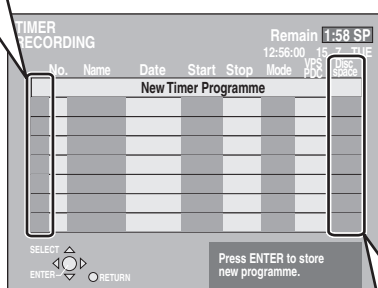 TIMER
RECORDING
Remain 1:58 SP
12:56:00 15. 7. TUE
No. Name Date Start Stop Mode VPS PDC Disc space
New Timer Programme
SELECT
ENTER
RETURN
Press ENTER to store
new programme.